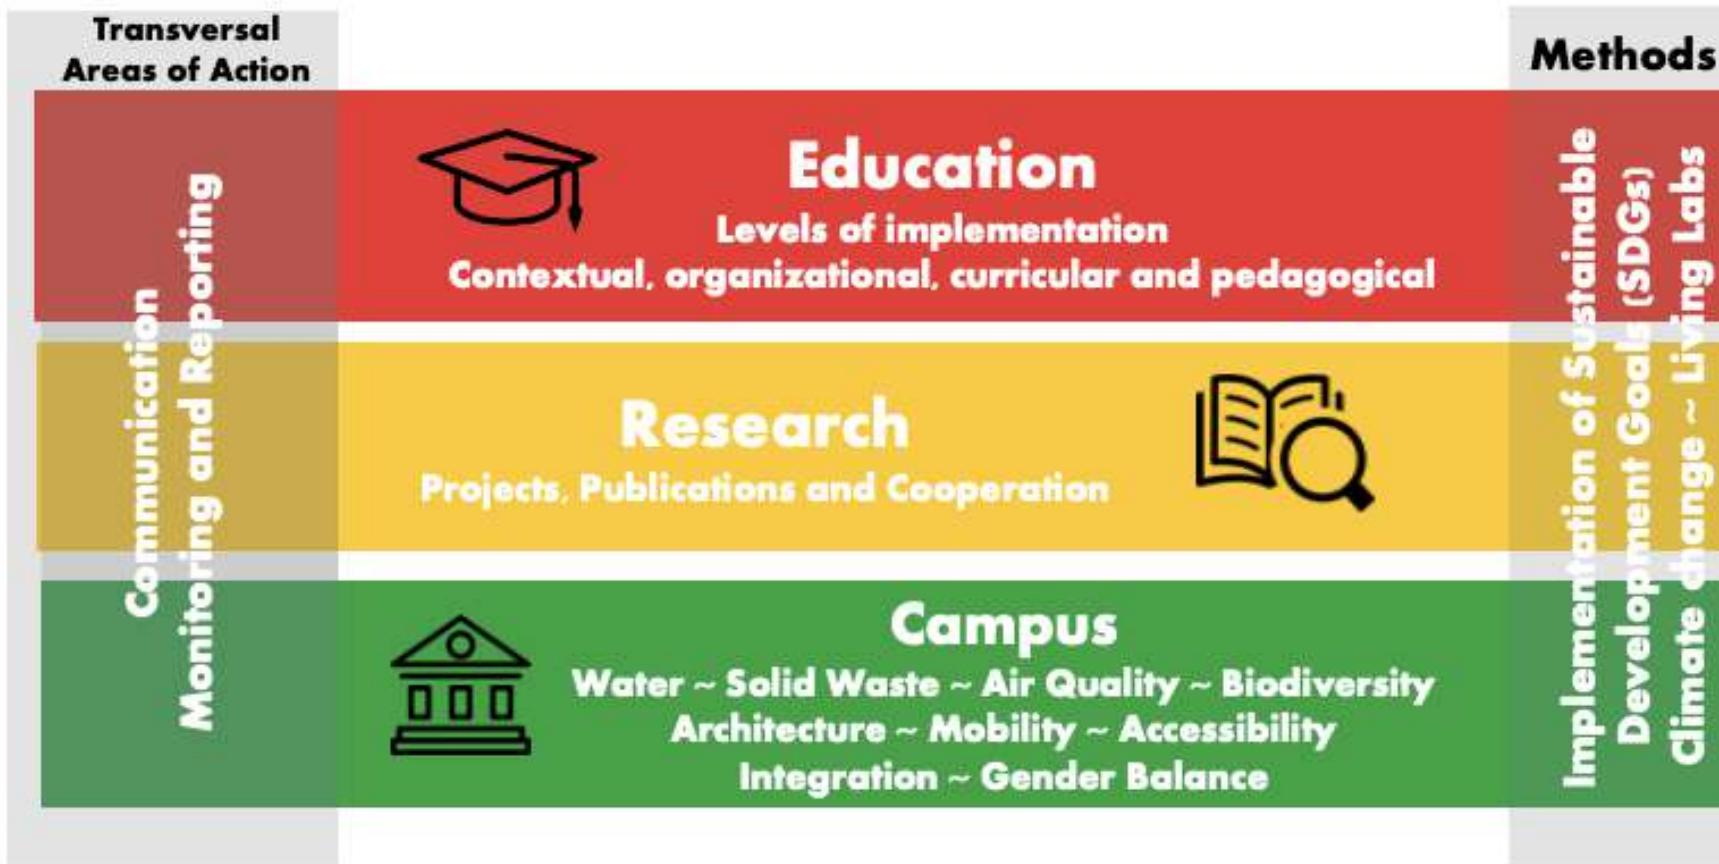 Transversal
Areas of Action
Methods
Communication
Monitoring and Reporting
Education
Levels of implementation
Contextual, organizational, curricular and pedagogical
Research
Projects, Publications and Cooperation
Campus
Water ~ Solid Waste ~ Air Quality ~ Biodiversity
Architecture ~ Mobility ~ Accessibility
Integration ~ Gender Balance
Implementation of Sustainable
Development Goals (SDGs)
Climate change ~ Living Labs